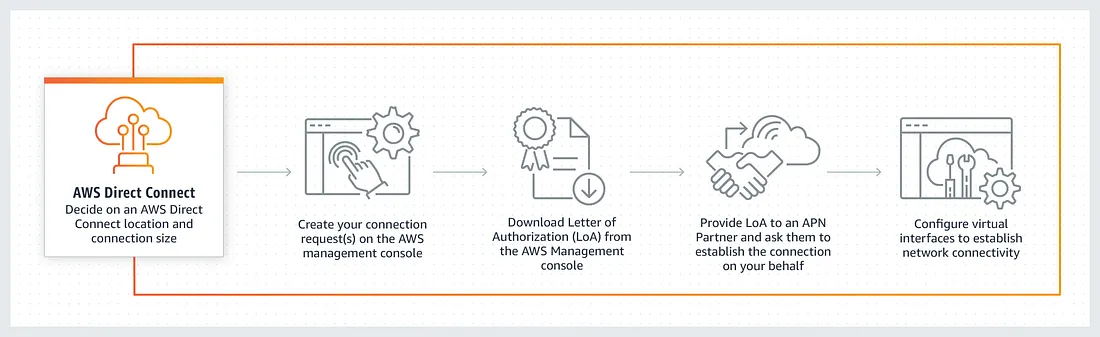 AWS Direct Connect
Decide on an AWS Direct
Connect location and
connection size
Create your connection
request(s) on the AWS
management console
Download Letter of
Authorization (LoA) from
the AWS Management
console
Provide LoA to an APN
Partner and ask them to
establish the connection
on your behalf
Configure virtual
interfaces to establish
network connectivity